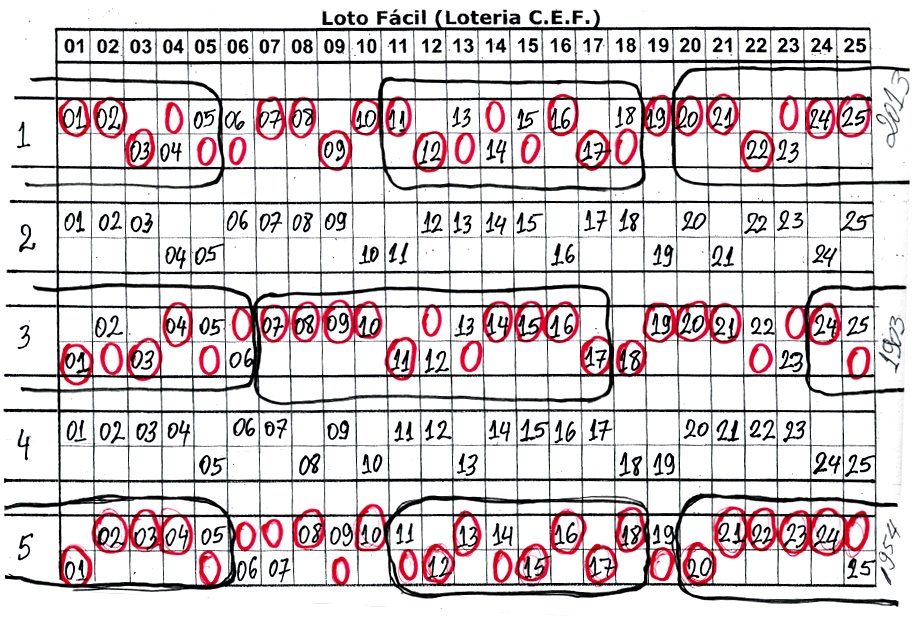 Loto Fácil (Loteria C.E.F.)
01 02 03 04 05 06 07 08 09 10 11 12 13 14 15 16 17 18 19 20 21 22 23 24 25
1 01 02 05 06 07 08 10 11 13 15 16 18 19 20 21 24 25 2013
03 04 09 12 14 17 22 23
2 01 02 03 06 07 08 09 12 13 14 15 17 18 20 22 23 25
04 05 10 11 16 19 21 24
3 02 04 05 07 08 09 10 13 14 15 16 19 20 21 22 24 25 1903
01 03 06 11 12 17 18 23
4 01 02 03 04 06 07 09 11 12 14 15 16 17 20 21 22 23
05 08 10 13 18 19 24 25
5 02 03 04 05 08 09 10 11 13 14 16 18 19 21 22 23 24 1954
01 06 07 12 15 17 20 25